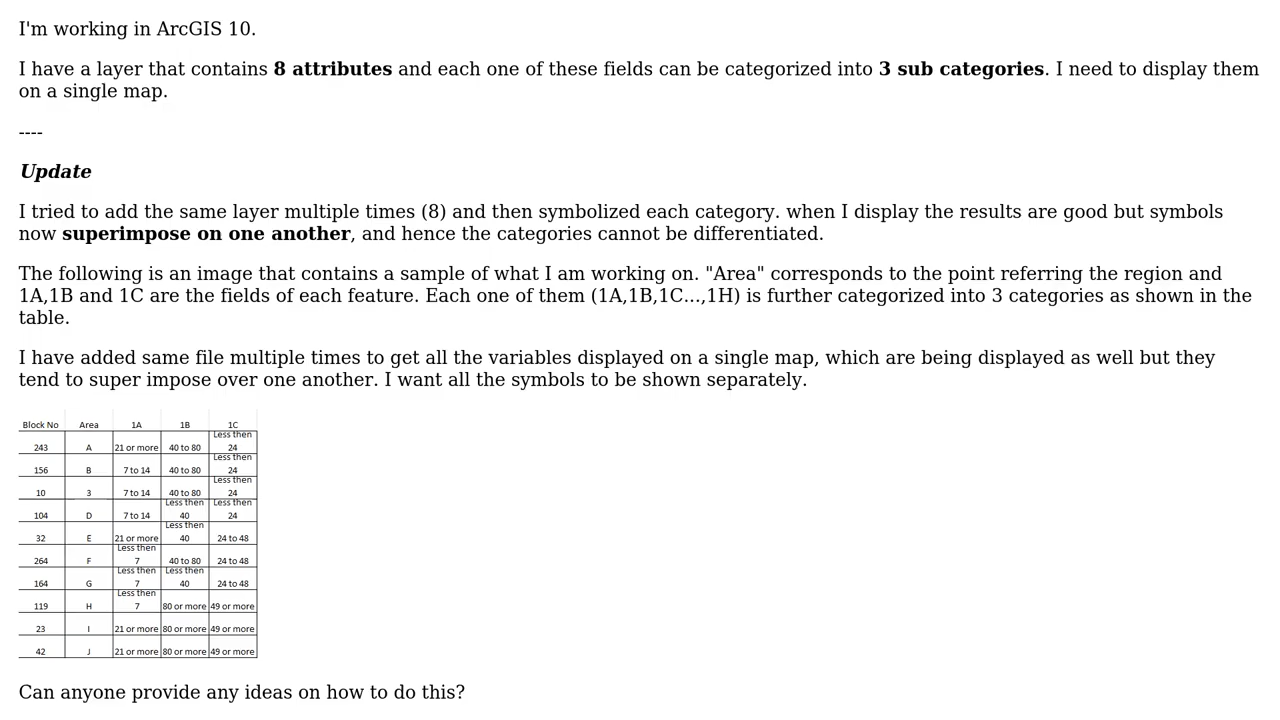 I'm working in ArcGIS 10.
I have a layer that contains 8 attributes and each one of these fields can be categorized into 3 sub categories. I need to display them
on a single map.
----
Update
I tried to add the same layer multiple times (8) and then symbolized each category. when I display the results are good but symbols
now superimpose on one another, and hence the categories cannot be differentiated.
The following is an image that contains a sample of what I am working on. "Area" corresponds to the point referring the region and
1A,1B and 1C are the fields of each feature. Each one of them (1A,1B,1C...,1H) is further categorized into 3 categories as shown in the
table.
I have added same file multiple times to get all the variables displayed on a single map, which are being displayed as well but they
tend to super impose over one another. I want all the symbols to be shown separately.
Block No Area 1A 1B 1C
243 A 21 or more 40 to 80 Less then 24
156 B 7 to 14 40 to 80 Less then 24
10 3 7 to 14 40 to 80 Less then 24
104 D 7 to 14 Less then 40 Less then 24
32 E 21 or more Less then 40 24 to 48
264 F Less then 7 40 to 80 24 to 48
164 G Less then 7 Less then 40 24 to 48
119 H Less then 7 80 or more 49 or more
23 I 21 or more 80 or more 49 or more
42 J 21 or more 80 or more 49 or more
Can anyone provide any ideas on how to do this?